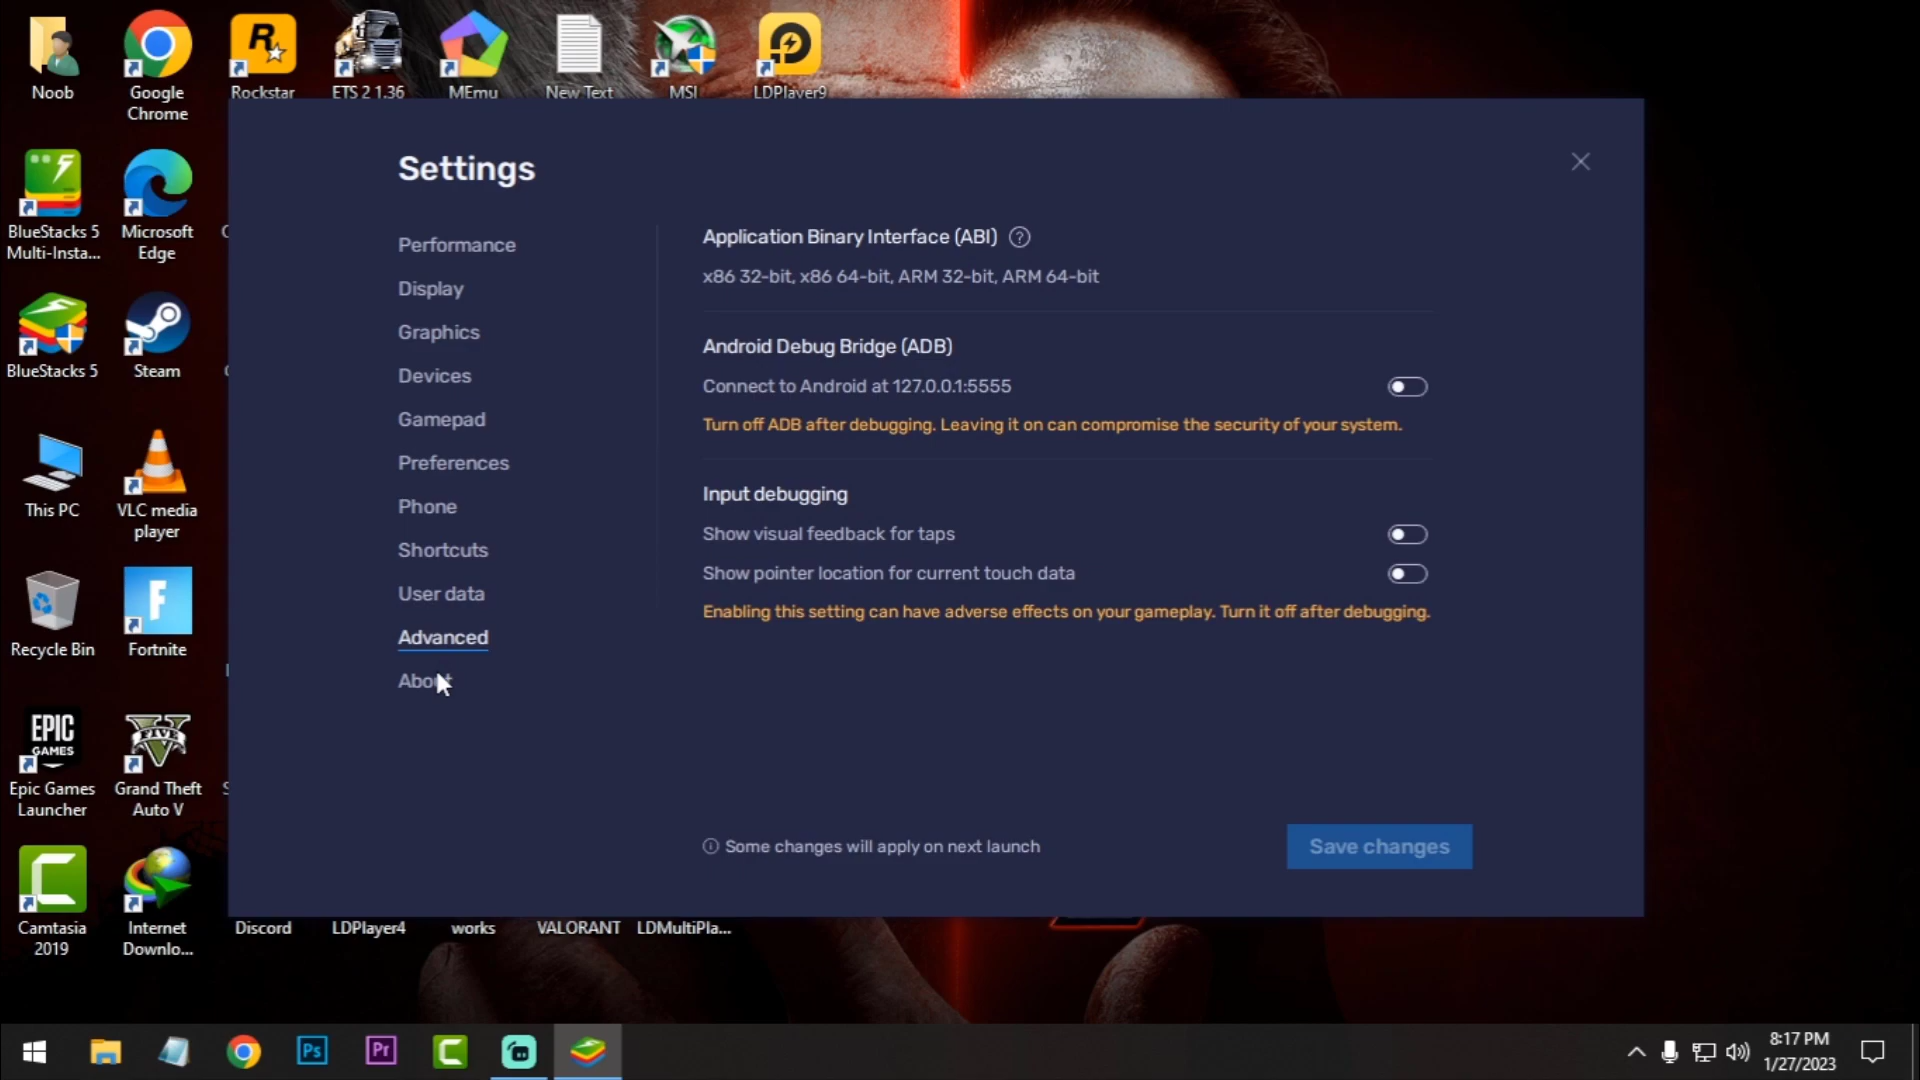 Noob
Google
Chrome
Rockstar
ETS 2 1.36
MEmu
New Text
MSI
LDPlayer9
BlueStacks 5
Multi-Insta...
Microsoft
Edge
BlueStacks 5
Steam
This PC
VLC media
player
Recycle Bin
Fortnite
EPIC
GAMES
FIVE
Epic Games
Launcher
Grand Theft
Auto V
Camtasia
2019
Internet
Downlo...
Discord
LDPlayer4
works
VALORANT
LDMultiPla...
Settings
Performance
Display
Graphics
Devices
Gamepad
Preferences
Phone
Shortcuts
User data
Advanced
About
Application Binary Interface (ABI) ?
x86 32-bit, x86 64-bit, ARM 32-bit, ARM 64-bit
Android Debug Bridge (ADB)
Connect to Android at 127.0.0.1:5555
Turn off ADB after debugging. Leaving it on can compromise the security of your system.
Input debugging
Show visual feedback for taps
Show pointer location for current touch data
Enabling this setting can have adverse effects on your gameplay. Turn it off after debugging.
Some changes will apply on next launch
Save changes
Ps
Pr
8:17 PM
1/27/2023